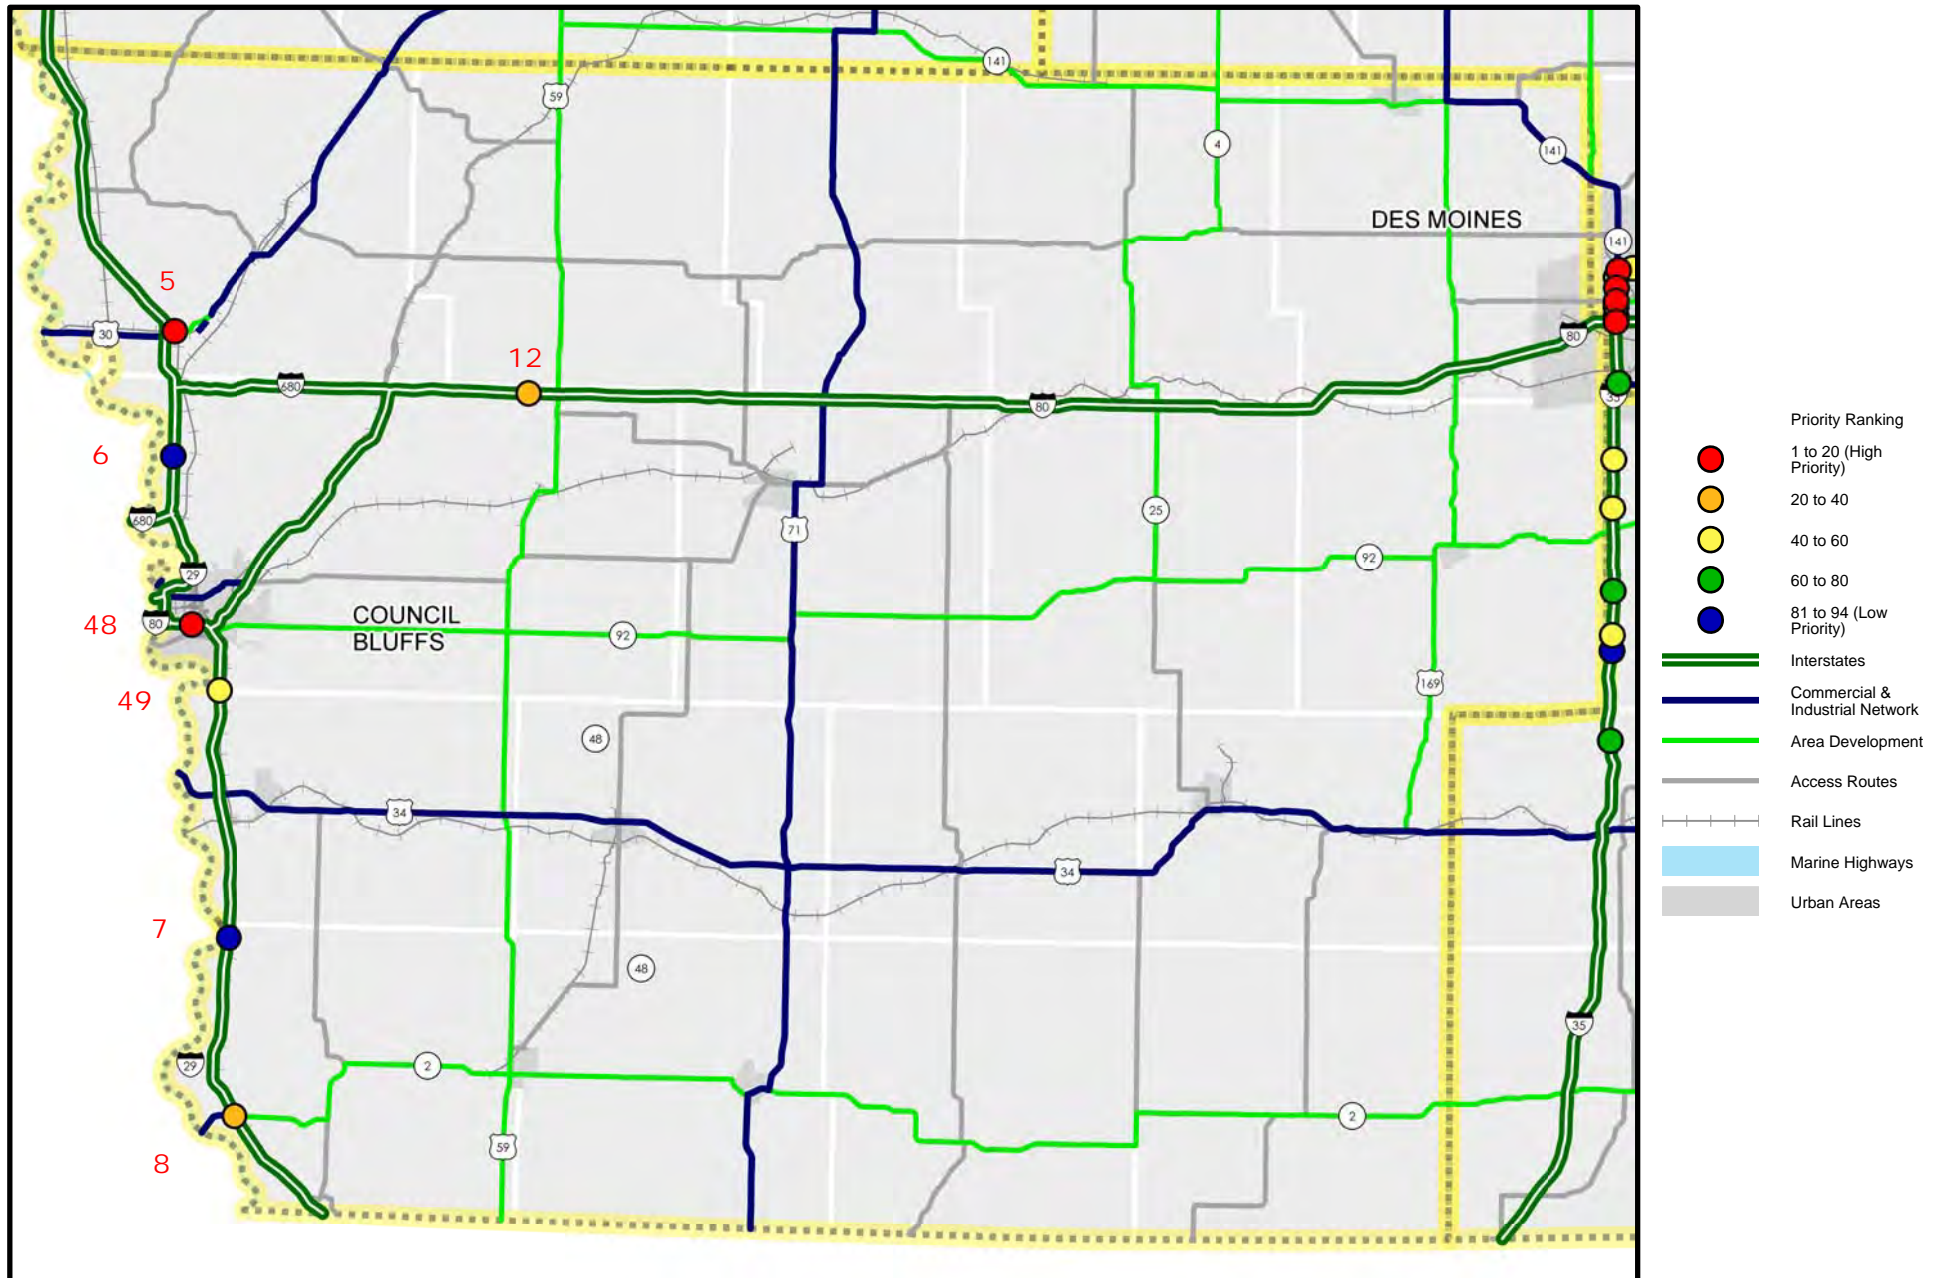 141
59
4
141
DES MOINES
141
5
30
80
12
680
80
35
6
25
71
680
92
29
COUNCIL
BLUFFS
48
80
92
49
169
48
34
34
7
48
35
29
2
2
59
8
Priority Ranking
1 to 20 (High
Priority)
20 to 40
40 to 60
60 to 80
81 to 94 (Low
Priority)
Interstates
Commercial &
Industrial Network
Area Development
Access Routes
Rail Lines
Marine Highways
Urban Areas